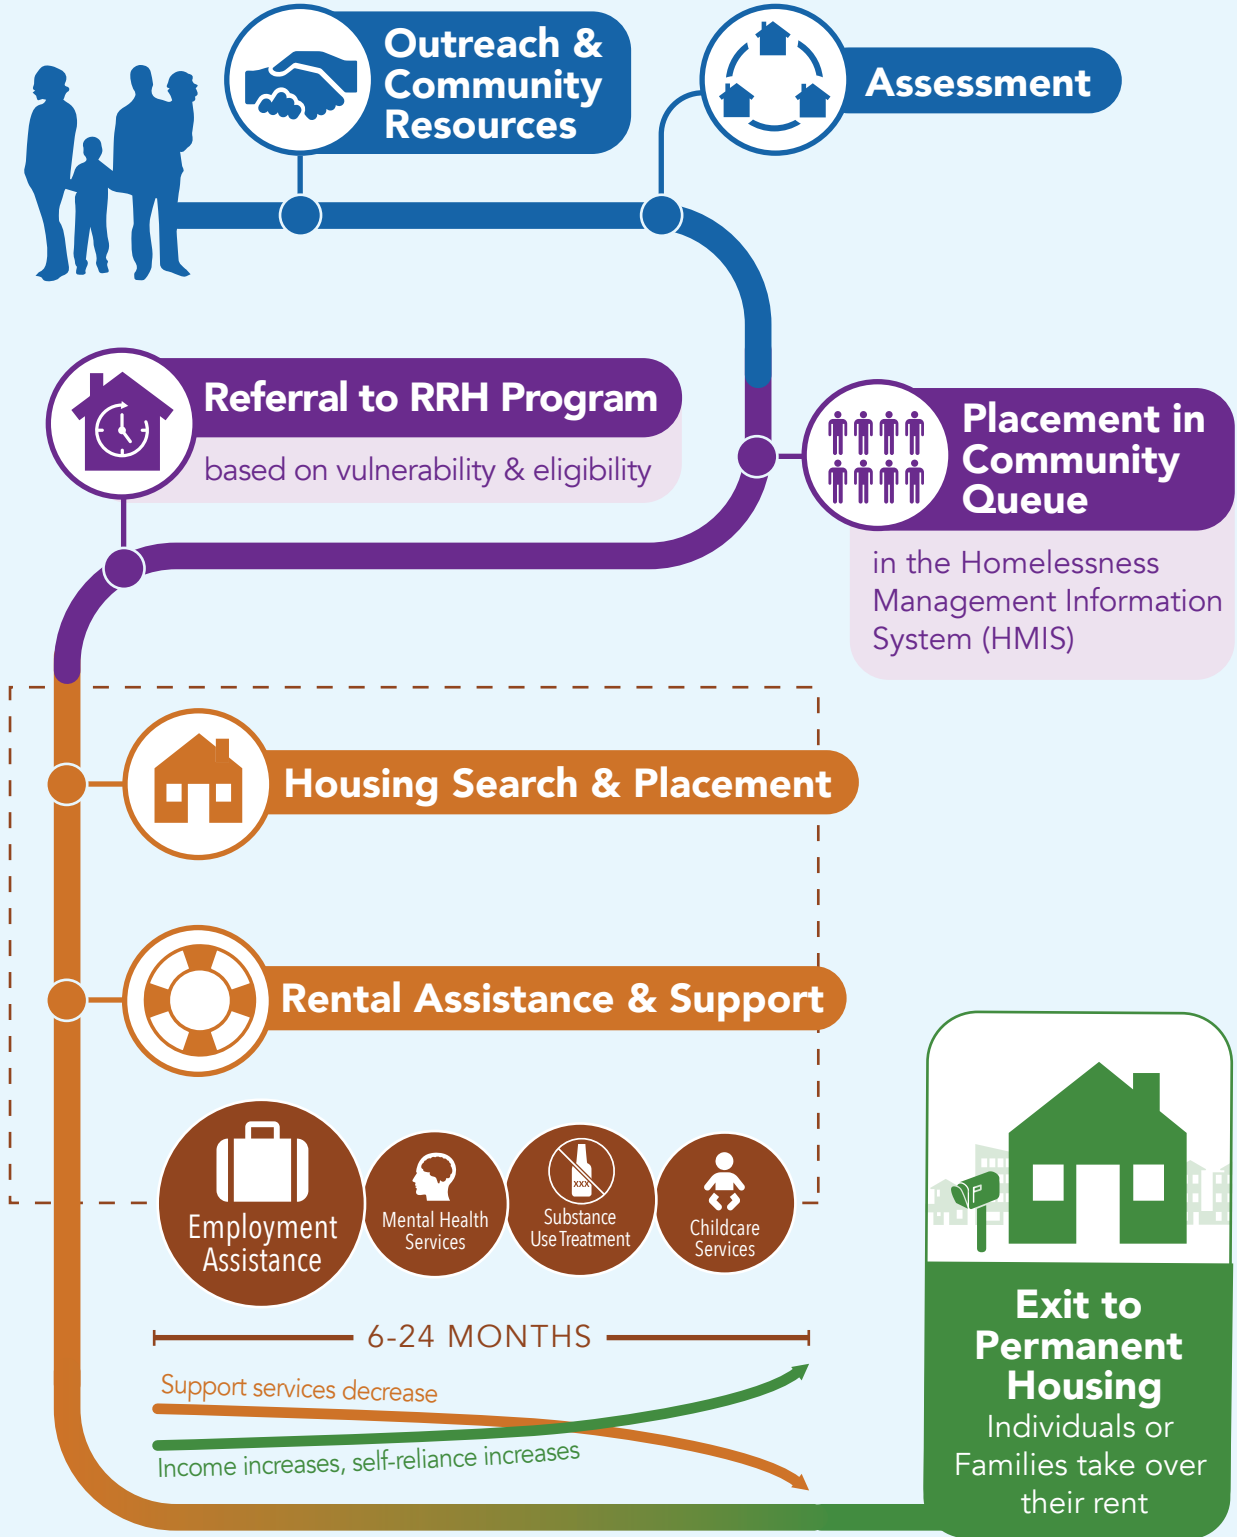 Outreach &
Community
Resources
Assessment
Referral to RRH Program
based on vulnerability & eligibility
Placement in
Community
Queue
in the Homelessness
Management Information
System (HMIS)
Housing Search & Placement
Rental Assistance & Support
Employment
Assistance
Mental Health
Services
XXX
Substance
Use Treatment
Childcare
Services
6-24 MONTHS
Support services decrease
Income increases, self-reliance increases
P
Exit to
Permanent
Housing
Individuals or
Families take over
their rent